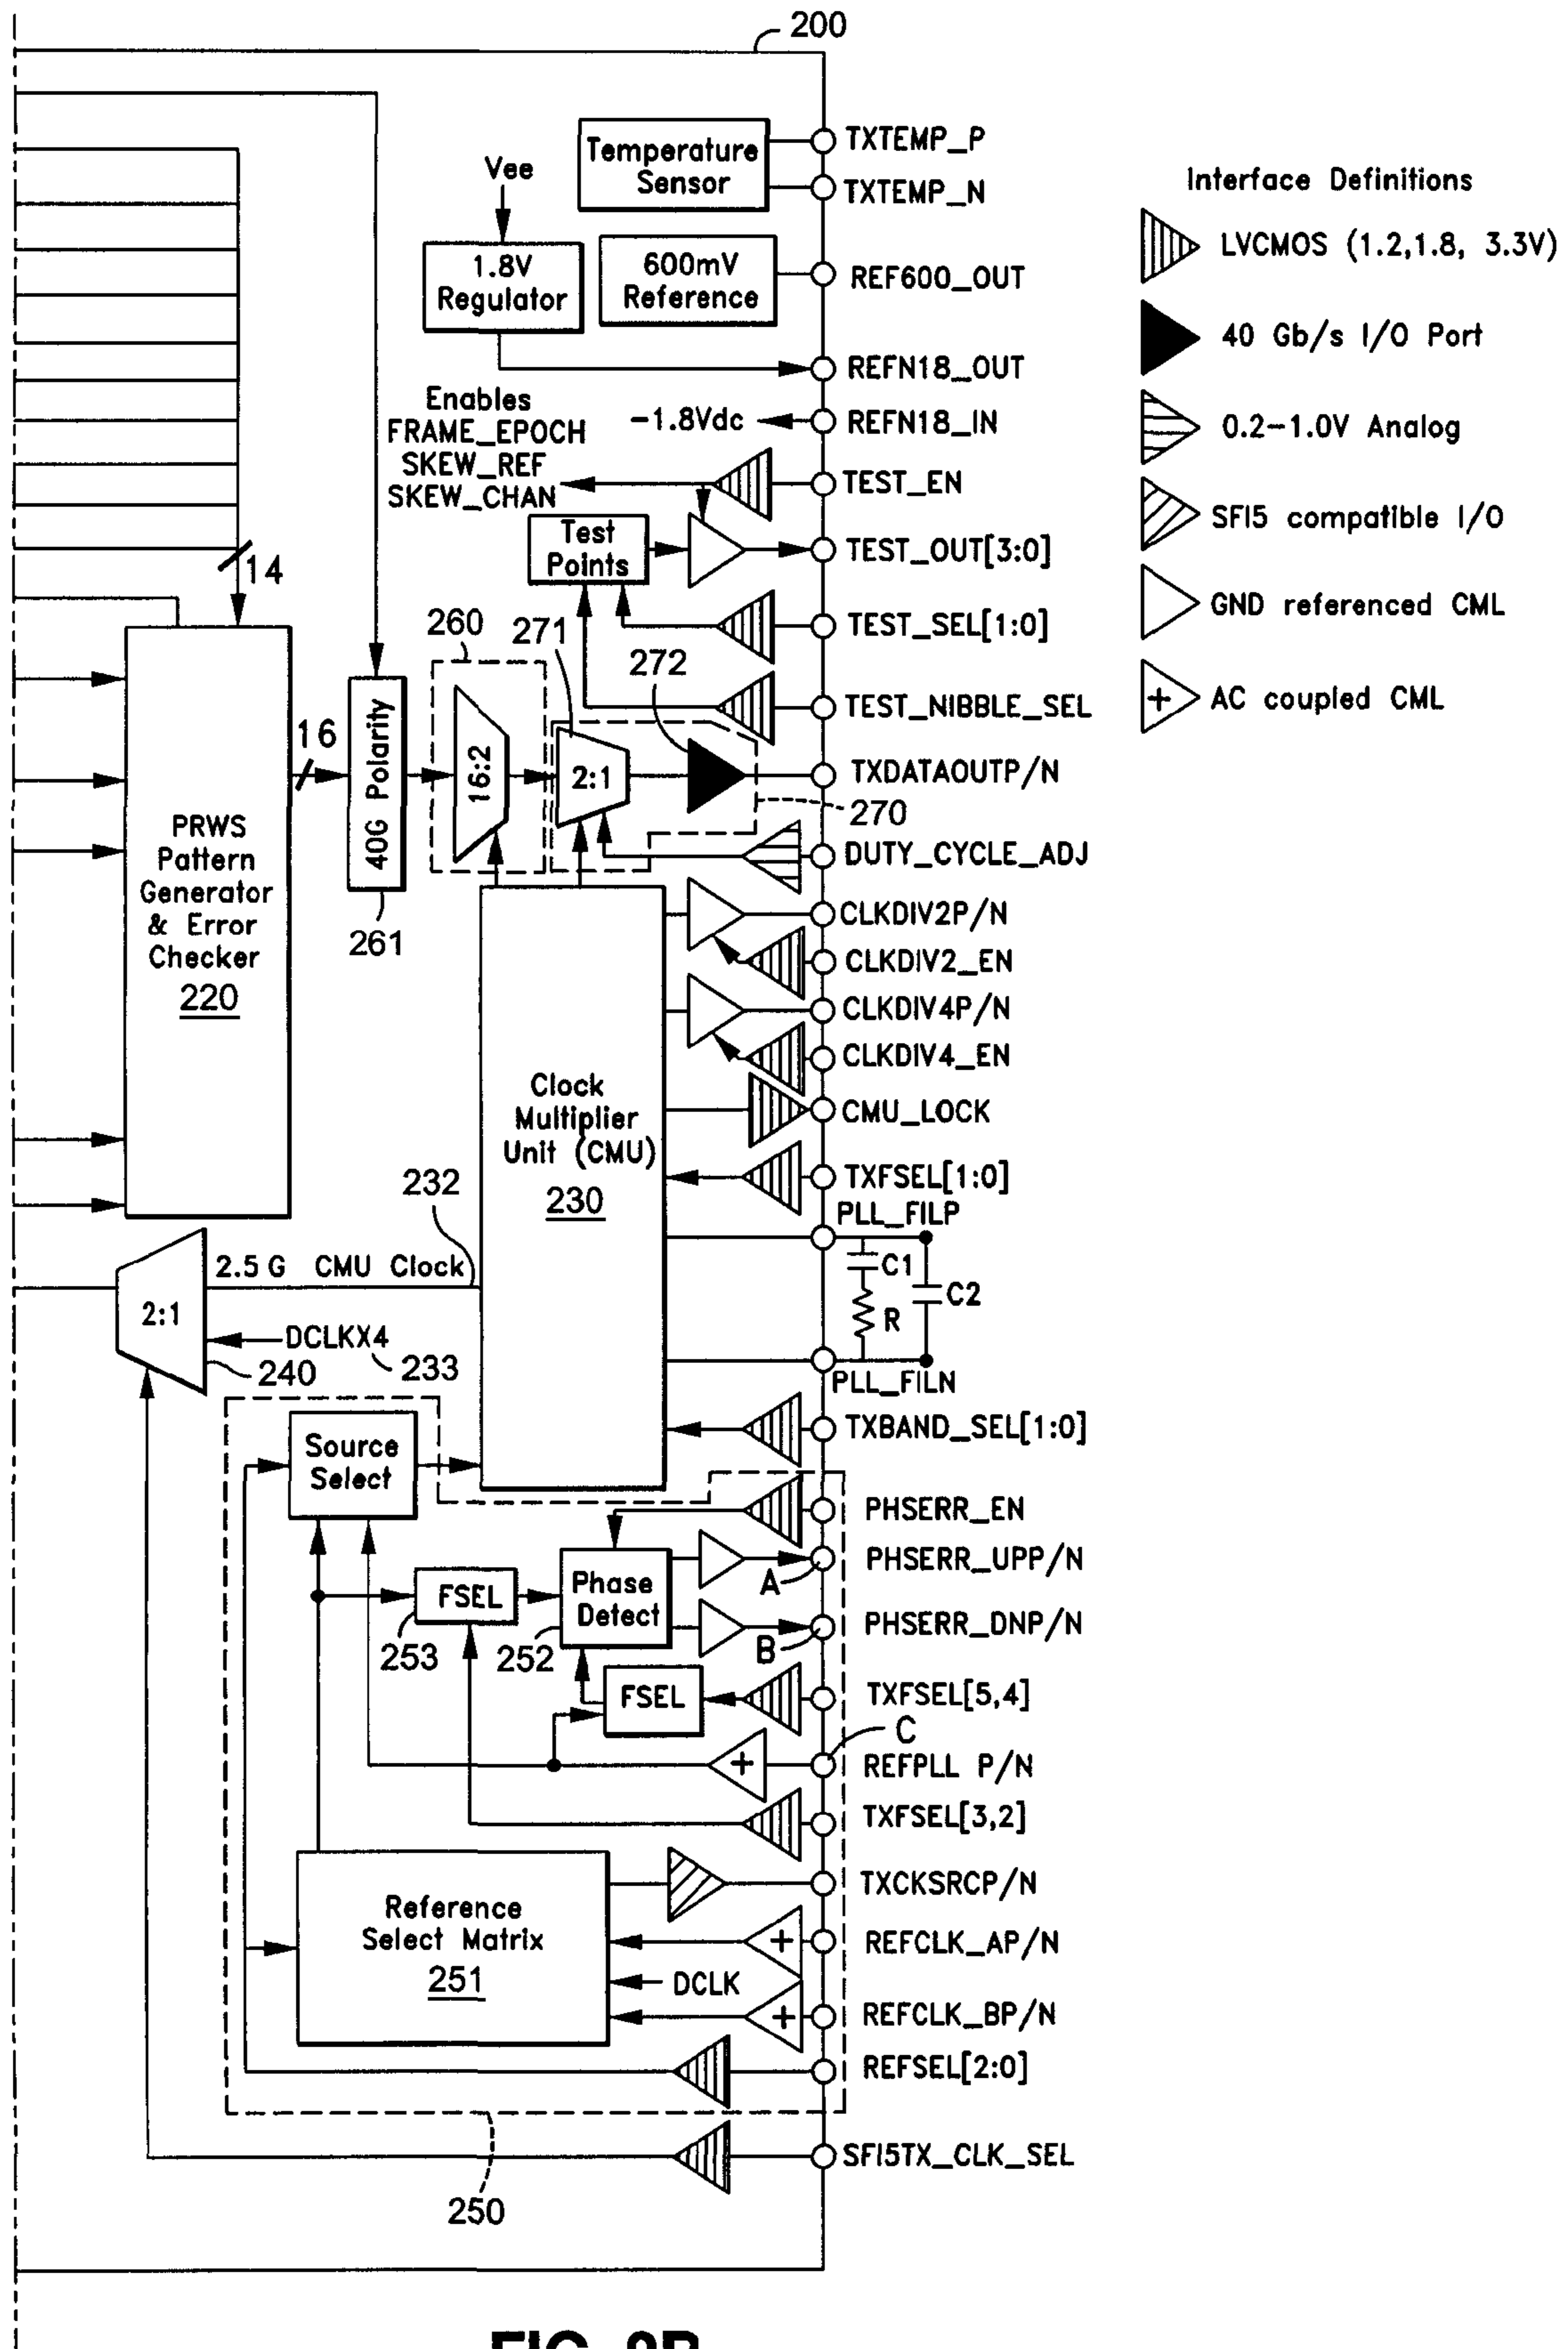 200
TXTEMP_P
Temperature
Sensor
TXTEMP_N
Vee
1.8V
Regulator
600mV
Reference
REF600_OUT
REFN18_OUT
Enables
FRAME_EPOCH
SKEW_REF
SKEW_CHAN
-1.8Vdc
REFN18_IN
TEST_EN
Test
Points
TEST_OUT[3:0]
14
TEST_SEL[1:0]
260
271
272
TEST_NIBBLE_SEL
16
40G Polarity
16:2
2:1
TXDATAOUTP/N
270
261
DUTY_CYCLE_ADJ
PRWS
Pattern
Generator
& Error
Checker
220
CLKDIV2P/N
CLKDIV2_EN
CLKDIV4P/N
CLKDIV4_EN
Clock
Multiplier
Unit (CMU)
230
CMU_LOCK
TXFSEL[1:0]
232
PLL_FILP
2.5 G CMU Clock
C1
R
C2
2:1
DCLKX4
240
233
PLL_FILN
TXBAND_SEL[1:0]
Source
Select
PHSERR_EN
PHSERR_UPP/N
A
FSEL
253
Phase
Detect
252
PHSERR_DNP/N
B
FSEL
TXFSEL[5,4]
C
+
REFPLL P/N
TXFSEL[3,2]
TXCKSRCP/N
Reference
Select Matrix
251
+
REFCLK_AP/N
DCLK
+
REFCLK_BP/N
REFSEL[2:0]
250
SFI5TX_CLK_SEL
Interface Definitions
LVCMOS (1.2,1.8, 3.3V)
40 Gb/s I/O Port
0.2-1.0V Analog
SFI5 compatible I/O
GND referenced CML
+
AC coupled CML